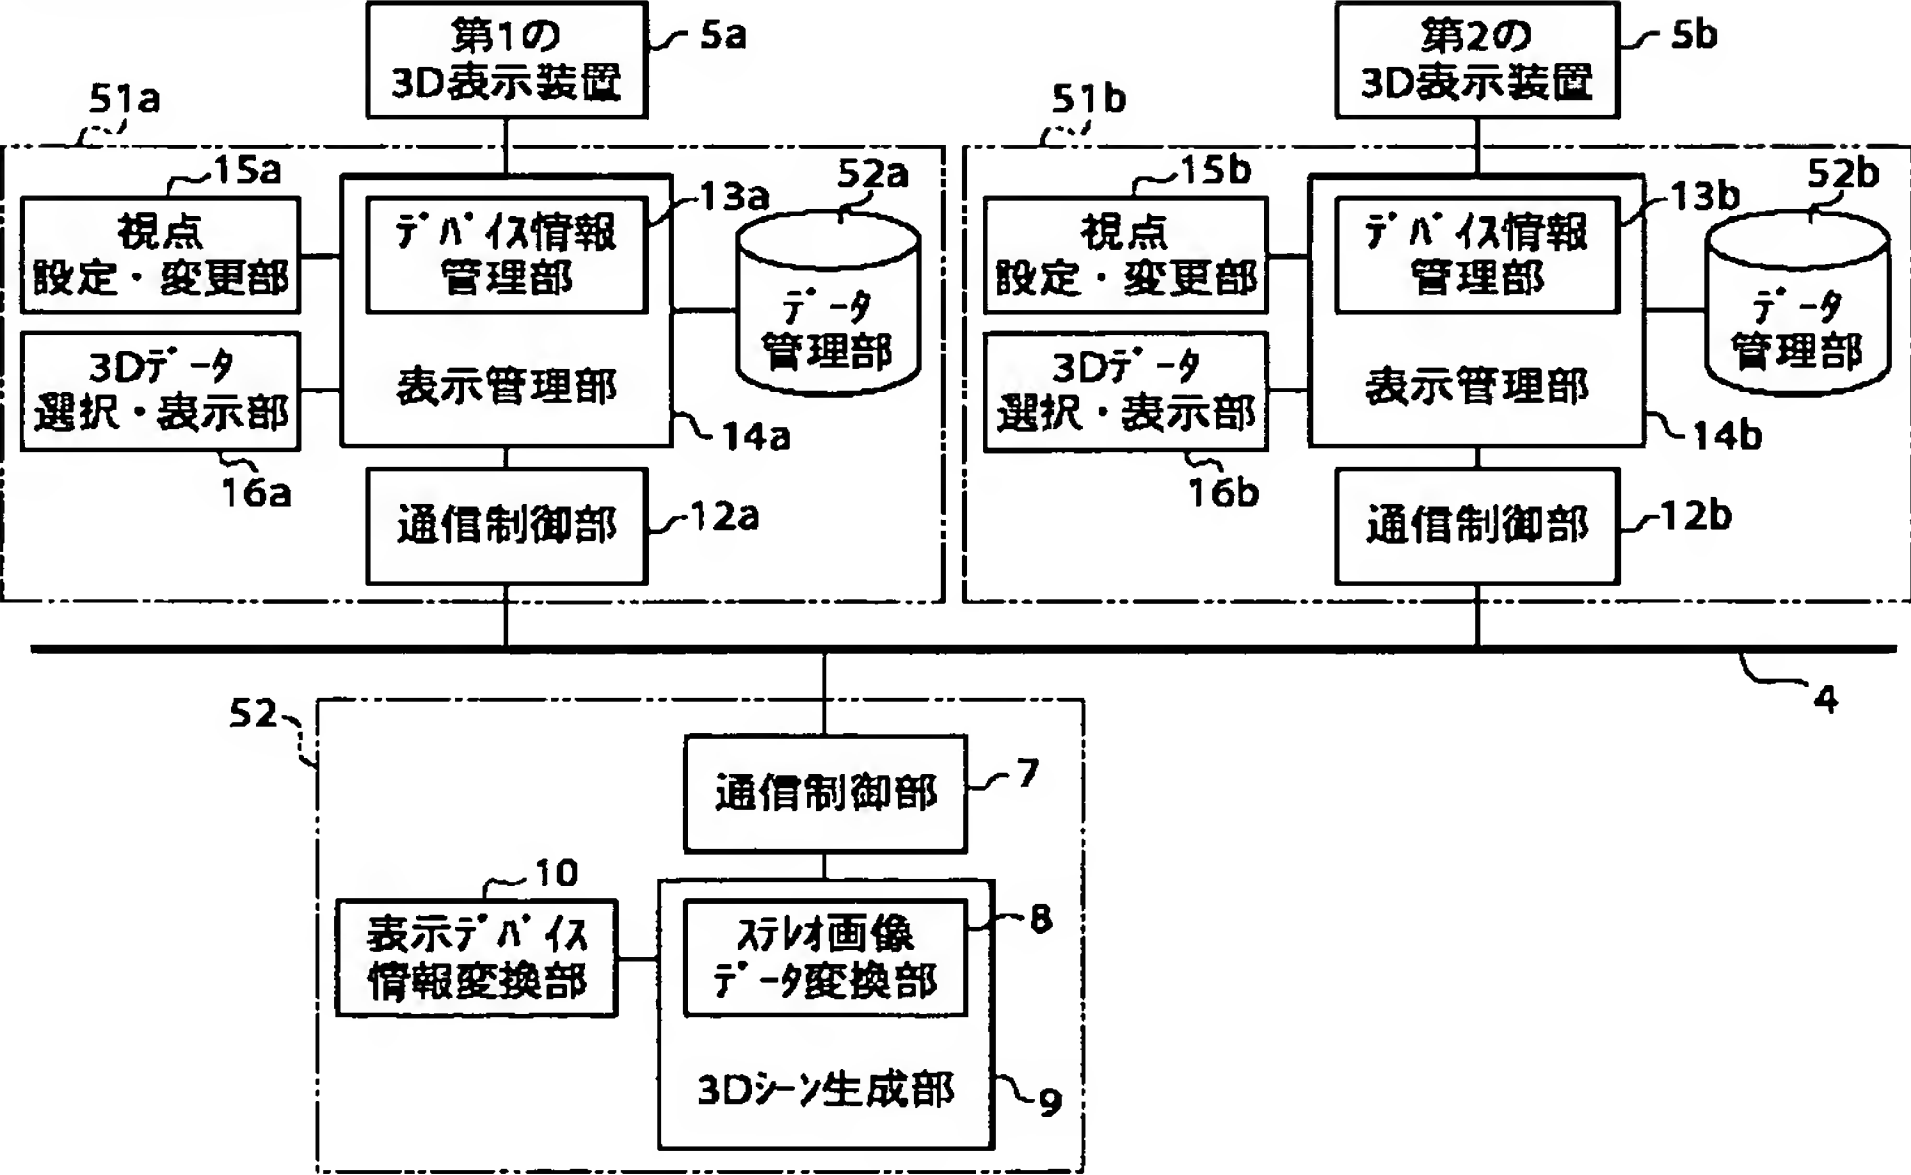 第1の
3D表示装置
5a
第2の
3D表示装置
5b
51a
51b
15a
視点
設定・変更部
デバイス情報
管理部
13a
52a
データ
管理部
3Dデータ
選択・表示部
16a
表示管理部
14a
通信制御部
12a
15b
視点
設定・変更部
デバイス情報
管理部
13b
52b
データ
管理部
3Dデータ
選択・表示部
16b
表示管理部
14b
通信制御部
12b
4
52
通信制御部
7
10
表示デバイス
情報変換部
ステレオ画像
データ変換部
8
3Dシーン生成部
9